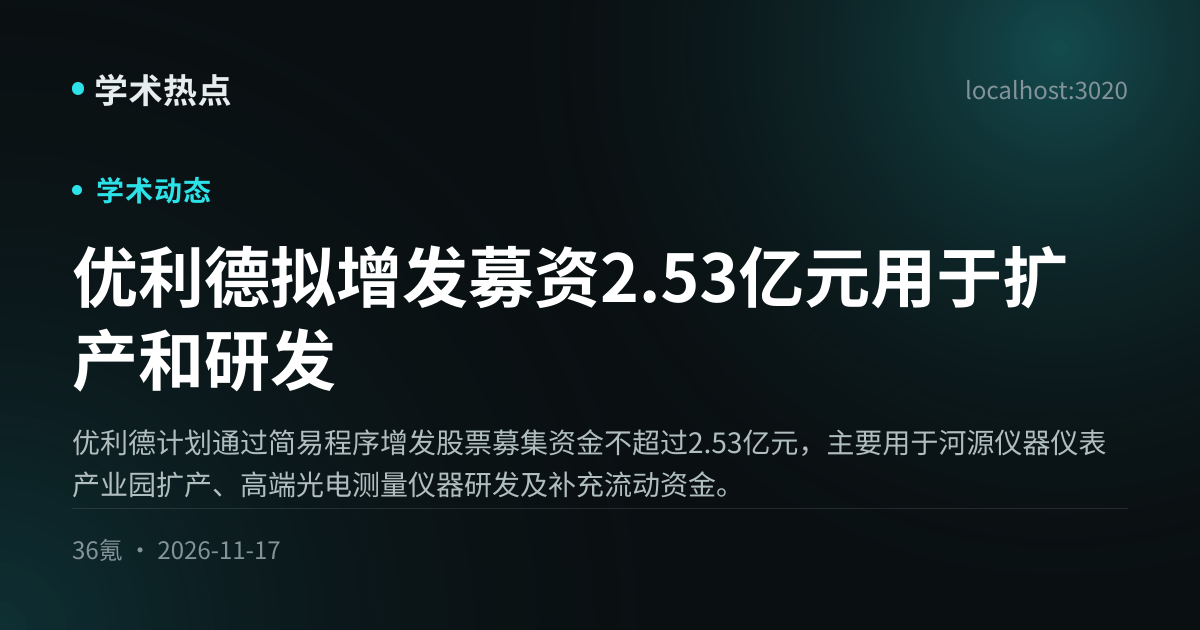 学术热点
localhost:3020
学术动态
优利德拟增发募资2.53亿元用于扩
产和研发
优利德计划通过简易程序增发股票募集资金不超过2.53亿元，主要用于河源仪器仪表
产业园扩产、高端光电测量仪器研发及补充流动资金。
36氪 · 2026-11-17